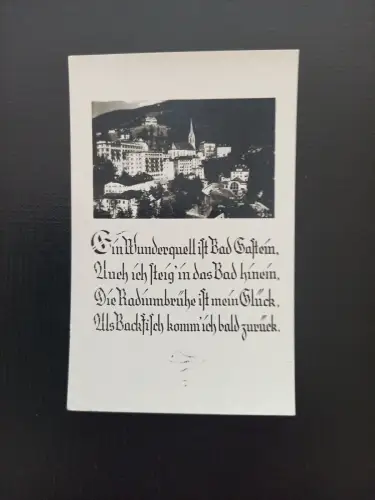 Ein Wunderquell ist Bad Gastein,
Auch ich steig' in das Bad hinein,
Die Radiumbrühe ist mein Glück,
Als Backfisch komm' ich bald zurück.